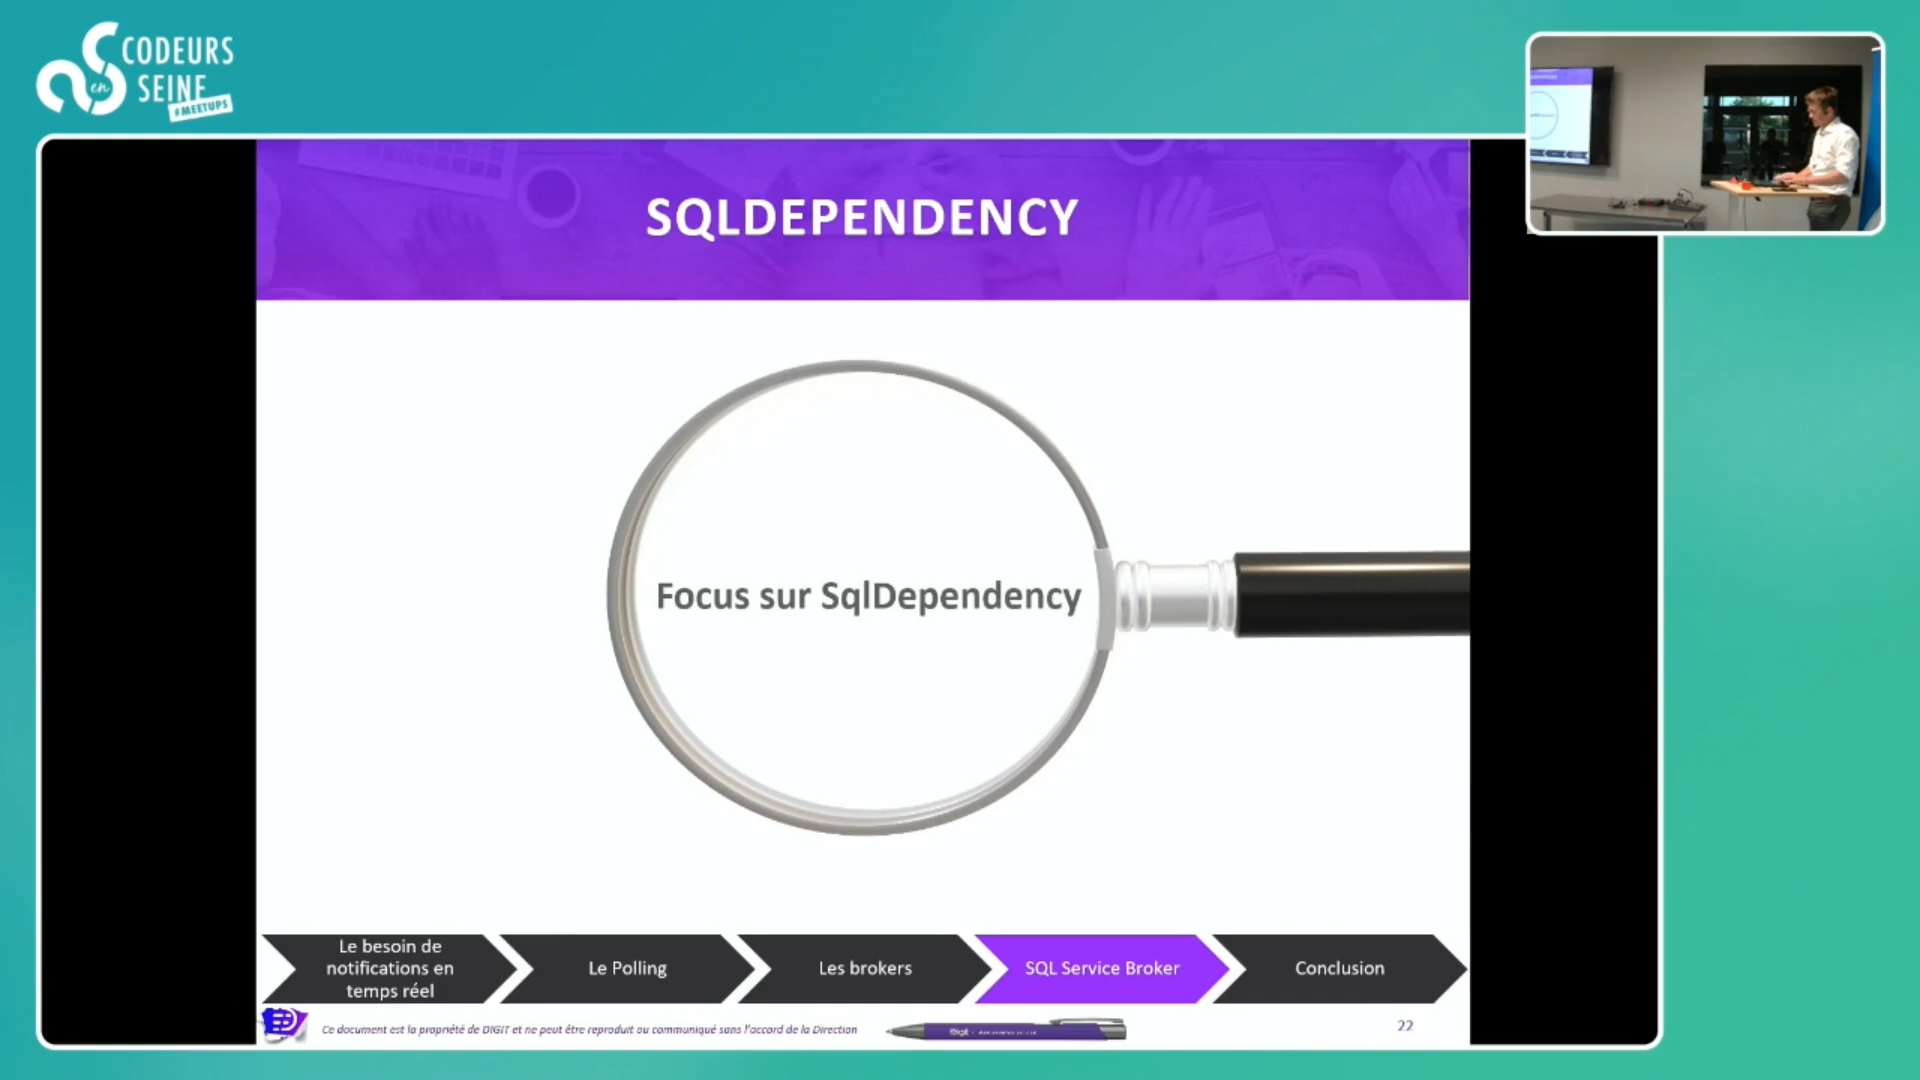 CODEURS
en
SEINE
#MEETUPS
SQLDEPENDENCY
Focus sur SqlDependency
Le besoin de
notifications en
temps réel
Le Polling
Les brokers
SQL Service Broker
Conclusion
Ce document est la propriété de DIGIT et ne peut être reproduit ou communiqué sans l'accord de la Direction
Digit
22